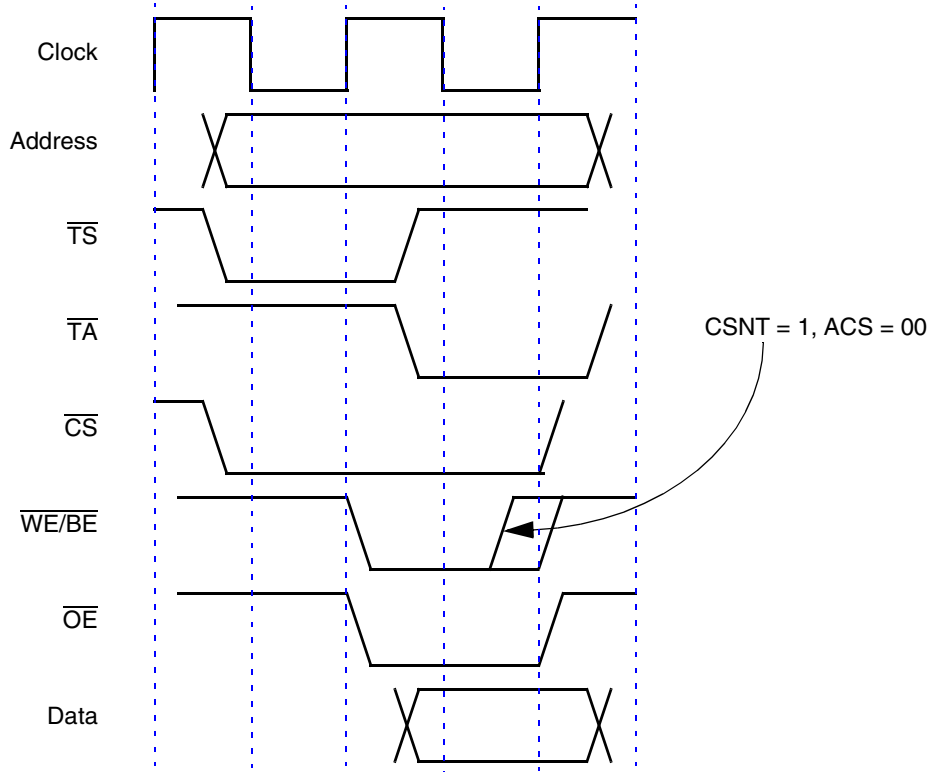 Clock
Address
TS
TA
CSNT = 1, ACS = 00
CS
WE/BE
OE
Data